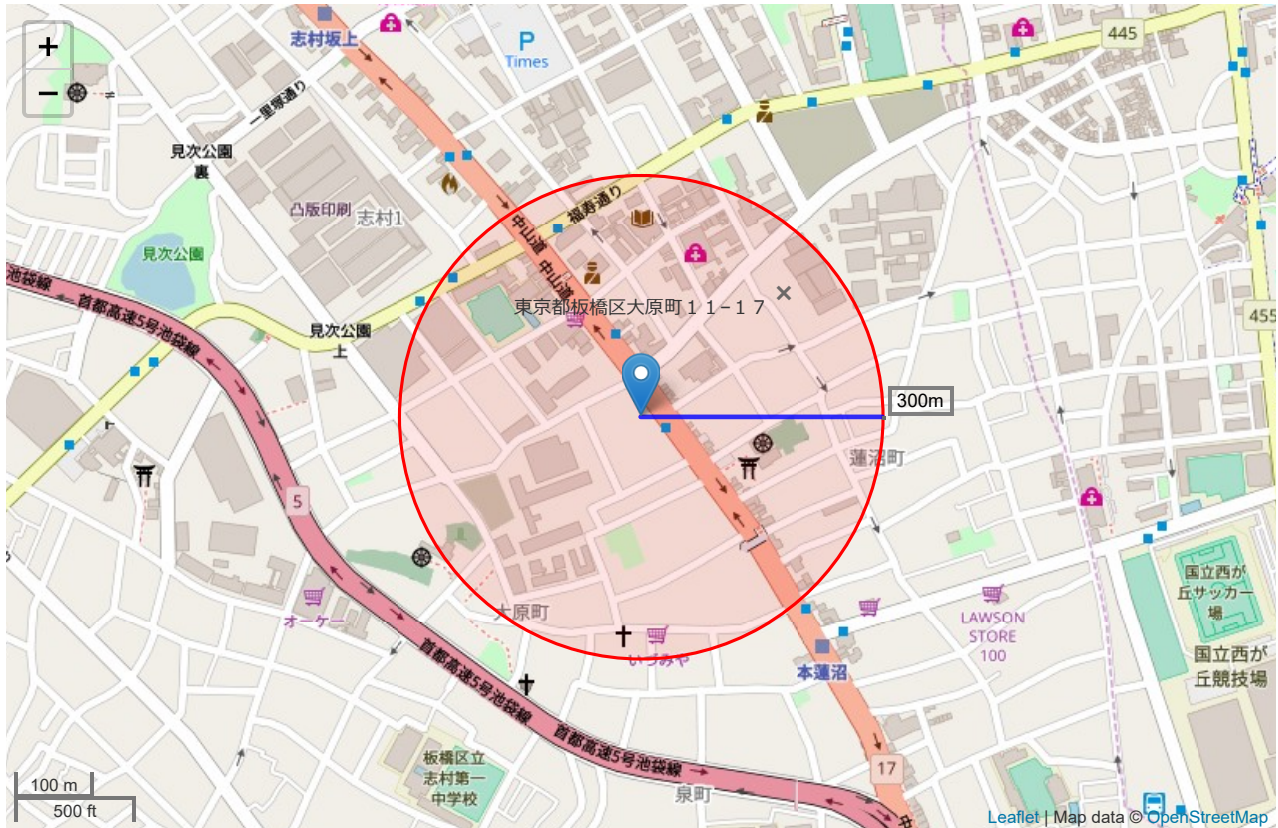 +
−
志村坂上
P
Times
445
一里塚通り
見次公園
裏
凸版印刷
志村1
福寿通り
中山道
中山道
見次公園
池袋線
首都高速5号池袋線
東京都板橋区大原町１１−１７
×
455
見次公園
上
300m
蓮沼町
5
国立西が
丘サッカー
場
オーケー
大原町
LAWSON
STORE
100
いづみや
本蓮沼
国立西が
丘競技場
首都高速5号池袋線
首都高速5号池袋線
板橋区立
志村第一
中学校
17
泉町
100 m
500 ft
Leaflet | Map data © OpenStreetMap